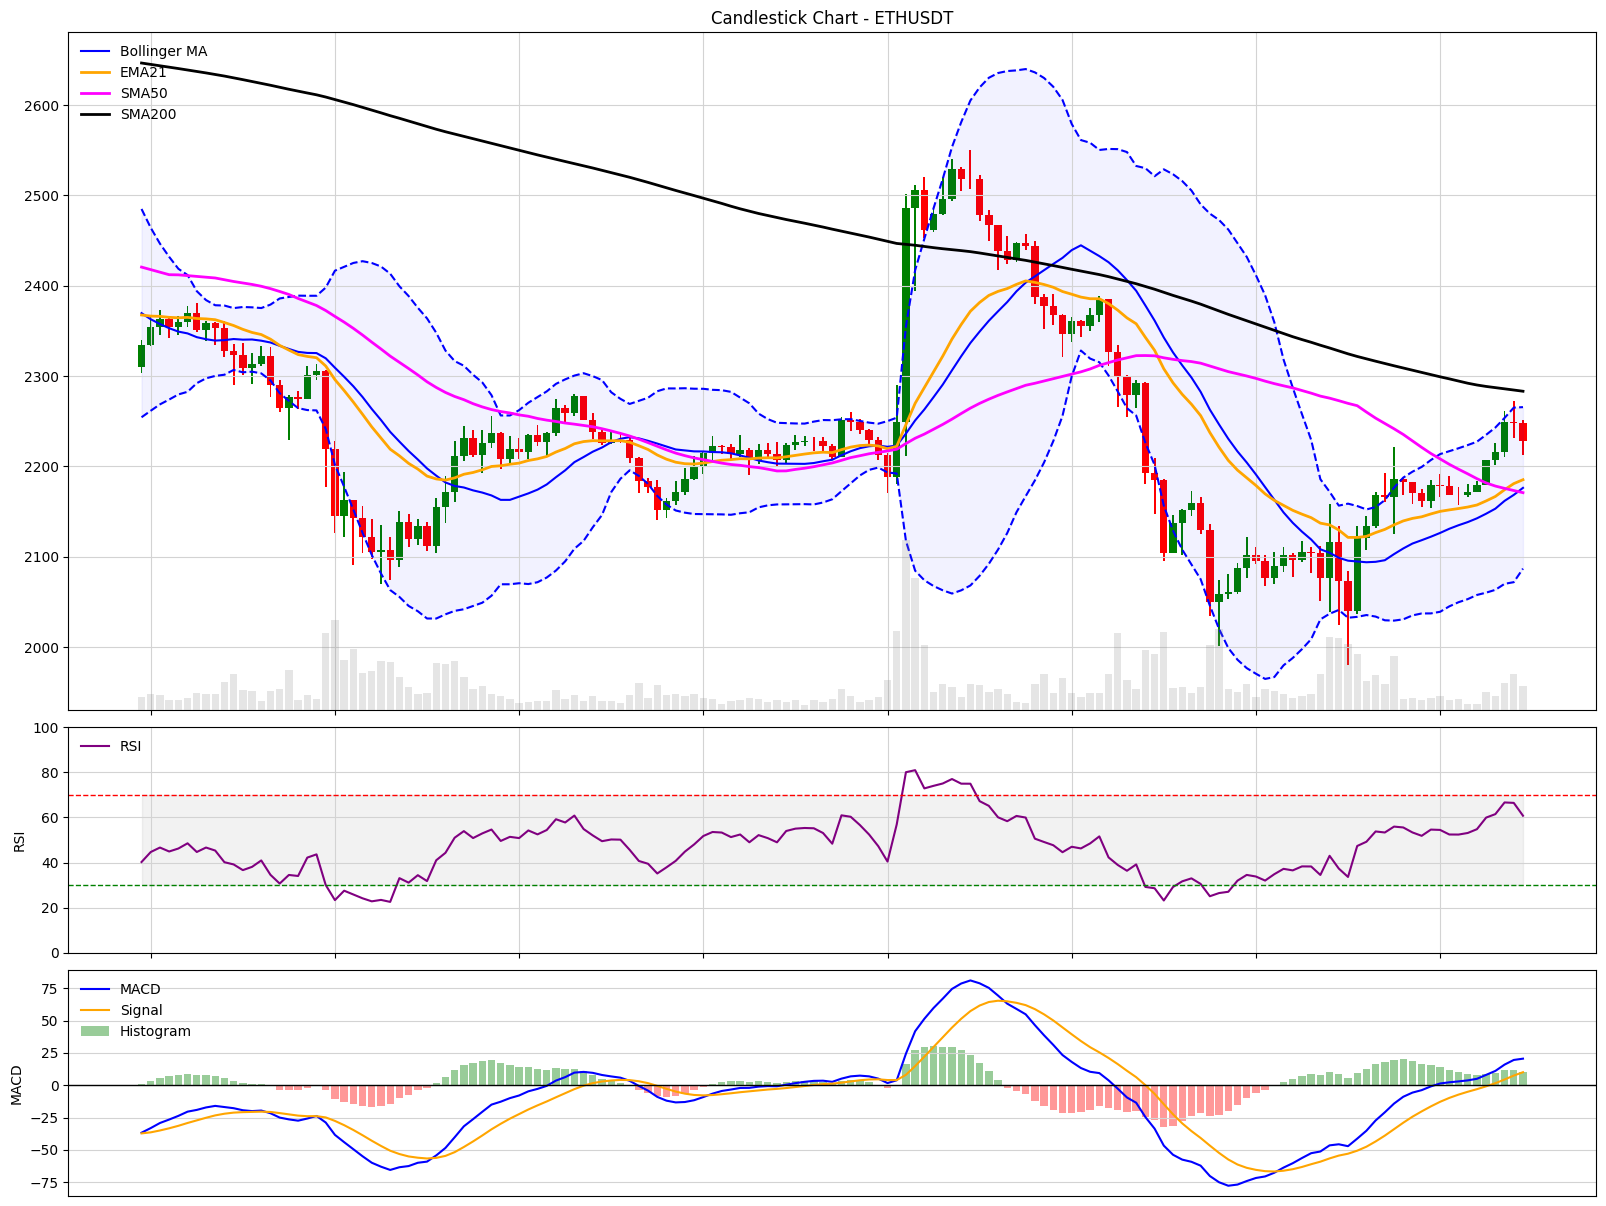 Candlestick Chart - ETHUSDT
Bollinger MA
EMA21
SMA50
SMA200
2600
2500
2400
2300
2200
2100
2000
RSI
100
80
60
40
20
0
RSI
MACD
Signal
Histogram
75
50
25
0
−25
−50
−75
MACD